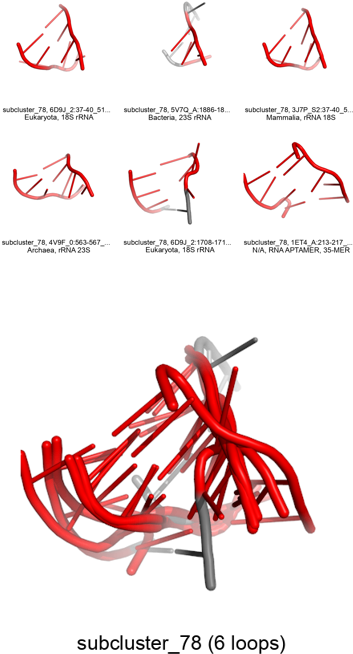 subcluster_78, 6D9J_2:37-40_51...
Eukaryota, 18S rRNA
subcluster_78, 5V7Q_A:1886-18...
Bacteria, 23S rRNA
subcluster_78, 3J7P_S2:37-40_5...
Mammalia, rRNA 18S
subcluster_78, 4V9F_0:563-567_...
Archaea, rRNA 23S
subcluster_78, 6D9J_2:1708-171...
Eukaryota, 18S rRNA
subcluster_78, 1ET4_A:213-217_...
N/A, RNA APTAMER, 35-MER
subcluster_78 (6 loops)